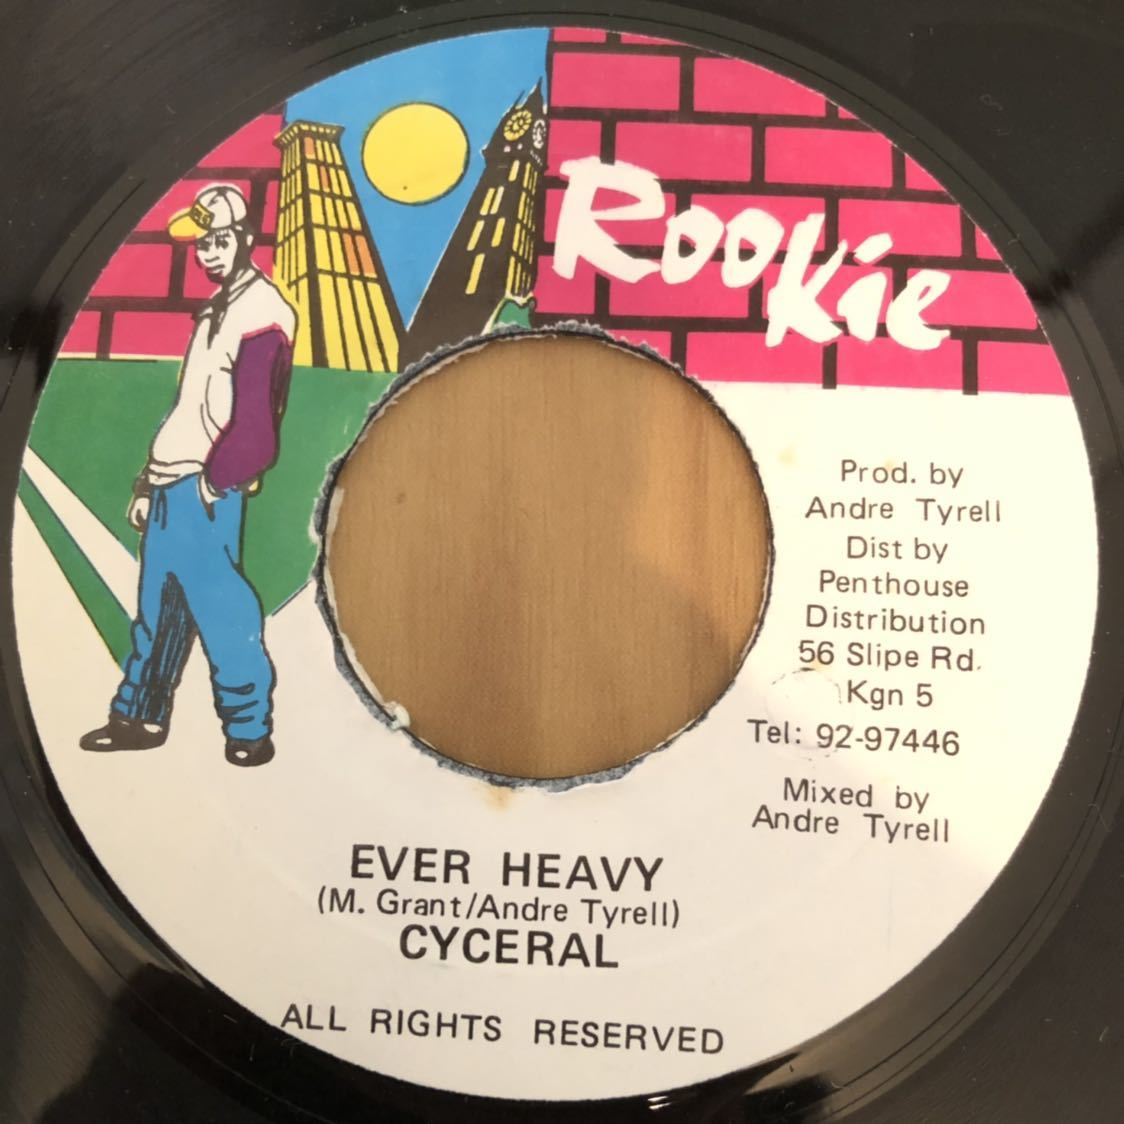 Rookie
Prod. by
Andre Tyrell
Dist by
Penthouse
Distribution
56 Slipe Rd.
Kgn 5
Tel: 92-97446
Mixed by
Andre Tyrell
EVER HEAVY
(M. Grant/Andre Tyrell)
CYCERAL
ALL RIGHTS RESERVED